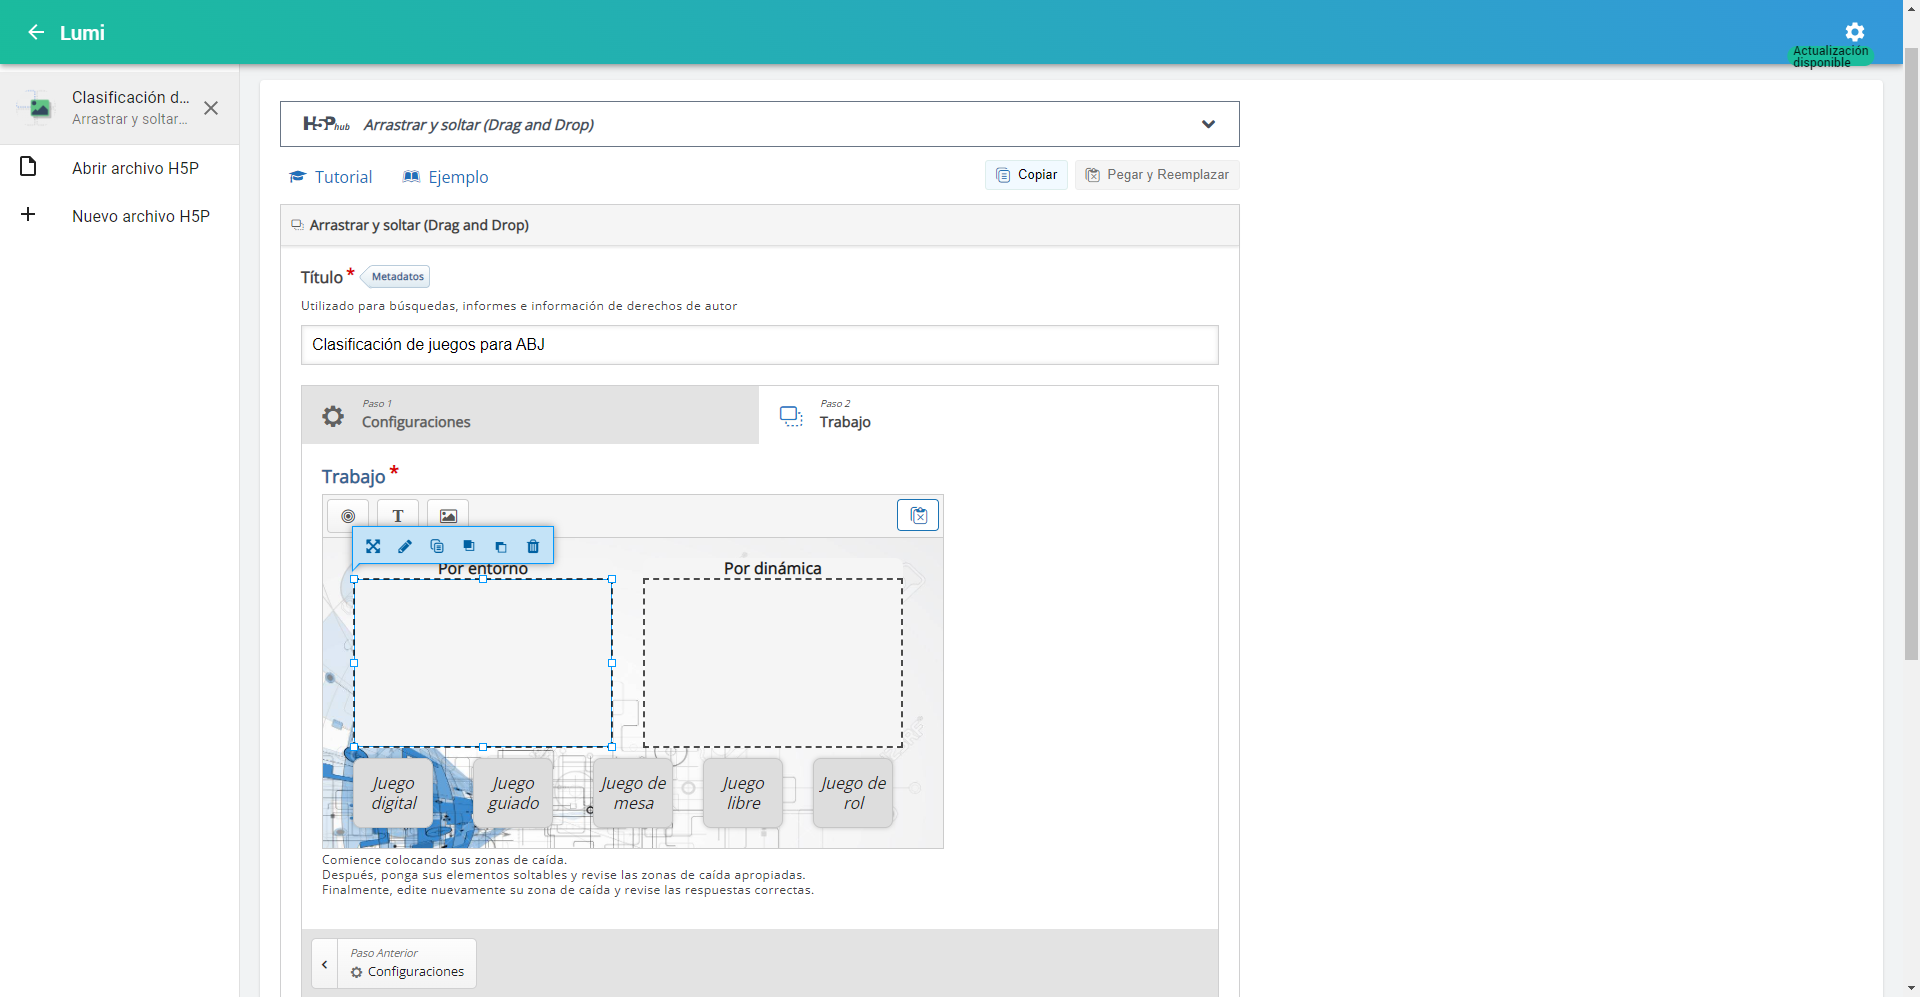 Lumi
Actualización
disponible
Clasificación d...
Arrastrar y soltar...
Abrir archivo H5P
Nuevo archivo H5P
H5Phub Arrastrar y soltar (Drag and Drop)
Tutorial
Ejemplo
Copiar
Pegar y Reemplazar
Arrastrar y soltar (Drag and Drop)
Título *
Metadatos
Utilizado para búsquedas, informes e información de derechos de autor
Clasificación de juegos para ABJ
Paso 1
Configuraciones
Paso 2
Trabajo
Trabajo *
T
Por entorno
Por dinámica
Juego
digital
Juego
guiado
Juego de
mesa
Juego
libre
Juego de
rol
Comience colocando sus zonas de caída.
Después, ponga sus elementos soltables y revise las zonas de caída apropiadas.
Finalmente, edite nuevamente su zona de caída y revise las respuestas correctas.
Paso Anterior
Configuraciones